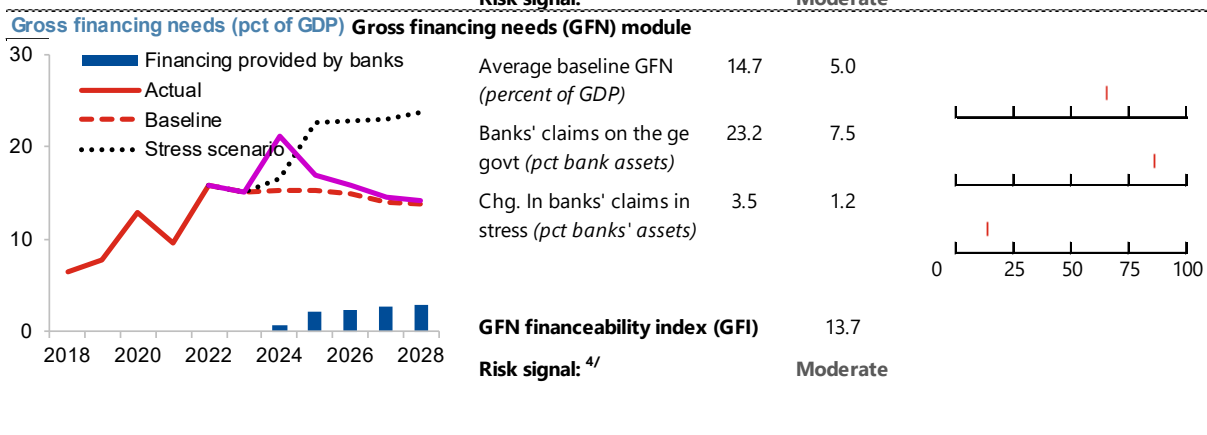 Risk signal: Moderate
Gross financing needs (pct of GDP) Gross financing needs (GFN) module
30
Financing provided by banks
Actual
Baseline
Stress scenario
20
10
0
2018 2020 2022 2024 2026 2028
Average baseline GFN 14.7 5.0
(percent of GDP)
Banks' claims on the ge 23.2 7.5
govt (pct bank assets)
Chg. In banks' claims in 3.5 1.2
stress (pct banks' assets)
0 25 50 75 100
GFN financeability index (GFI) 13.7
Risk signal: 4/ Moderate